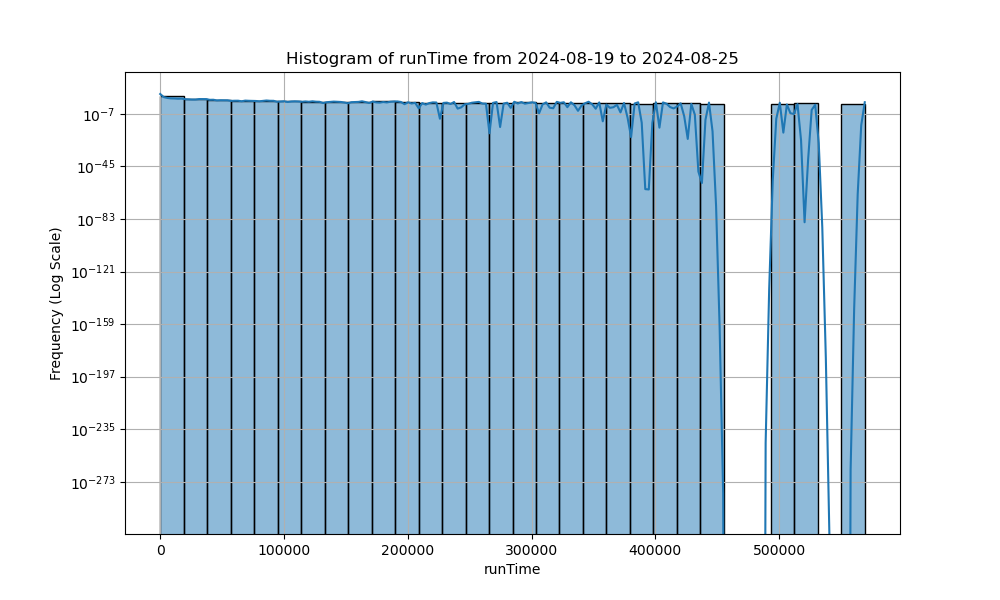 Histogram of runTime from 2024-08-19 to 2024-08-25
Frequency (Log Scale)
10⁻⁷
10⁻⁴⁵
10⁻⁸³
10⁻¹²¹
10⁻¹⁵⁹
10⁻¹⁹⁷
10⁻²³⁵
10⁻²⁷³
0 100000 200000 300000 400000 500000
runTime